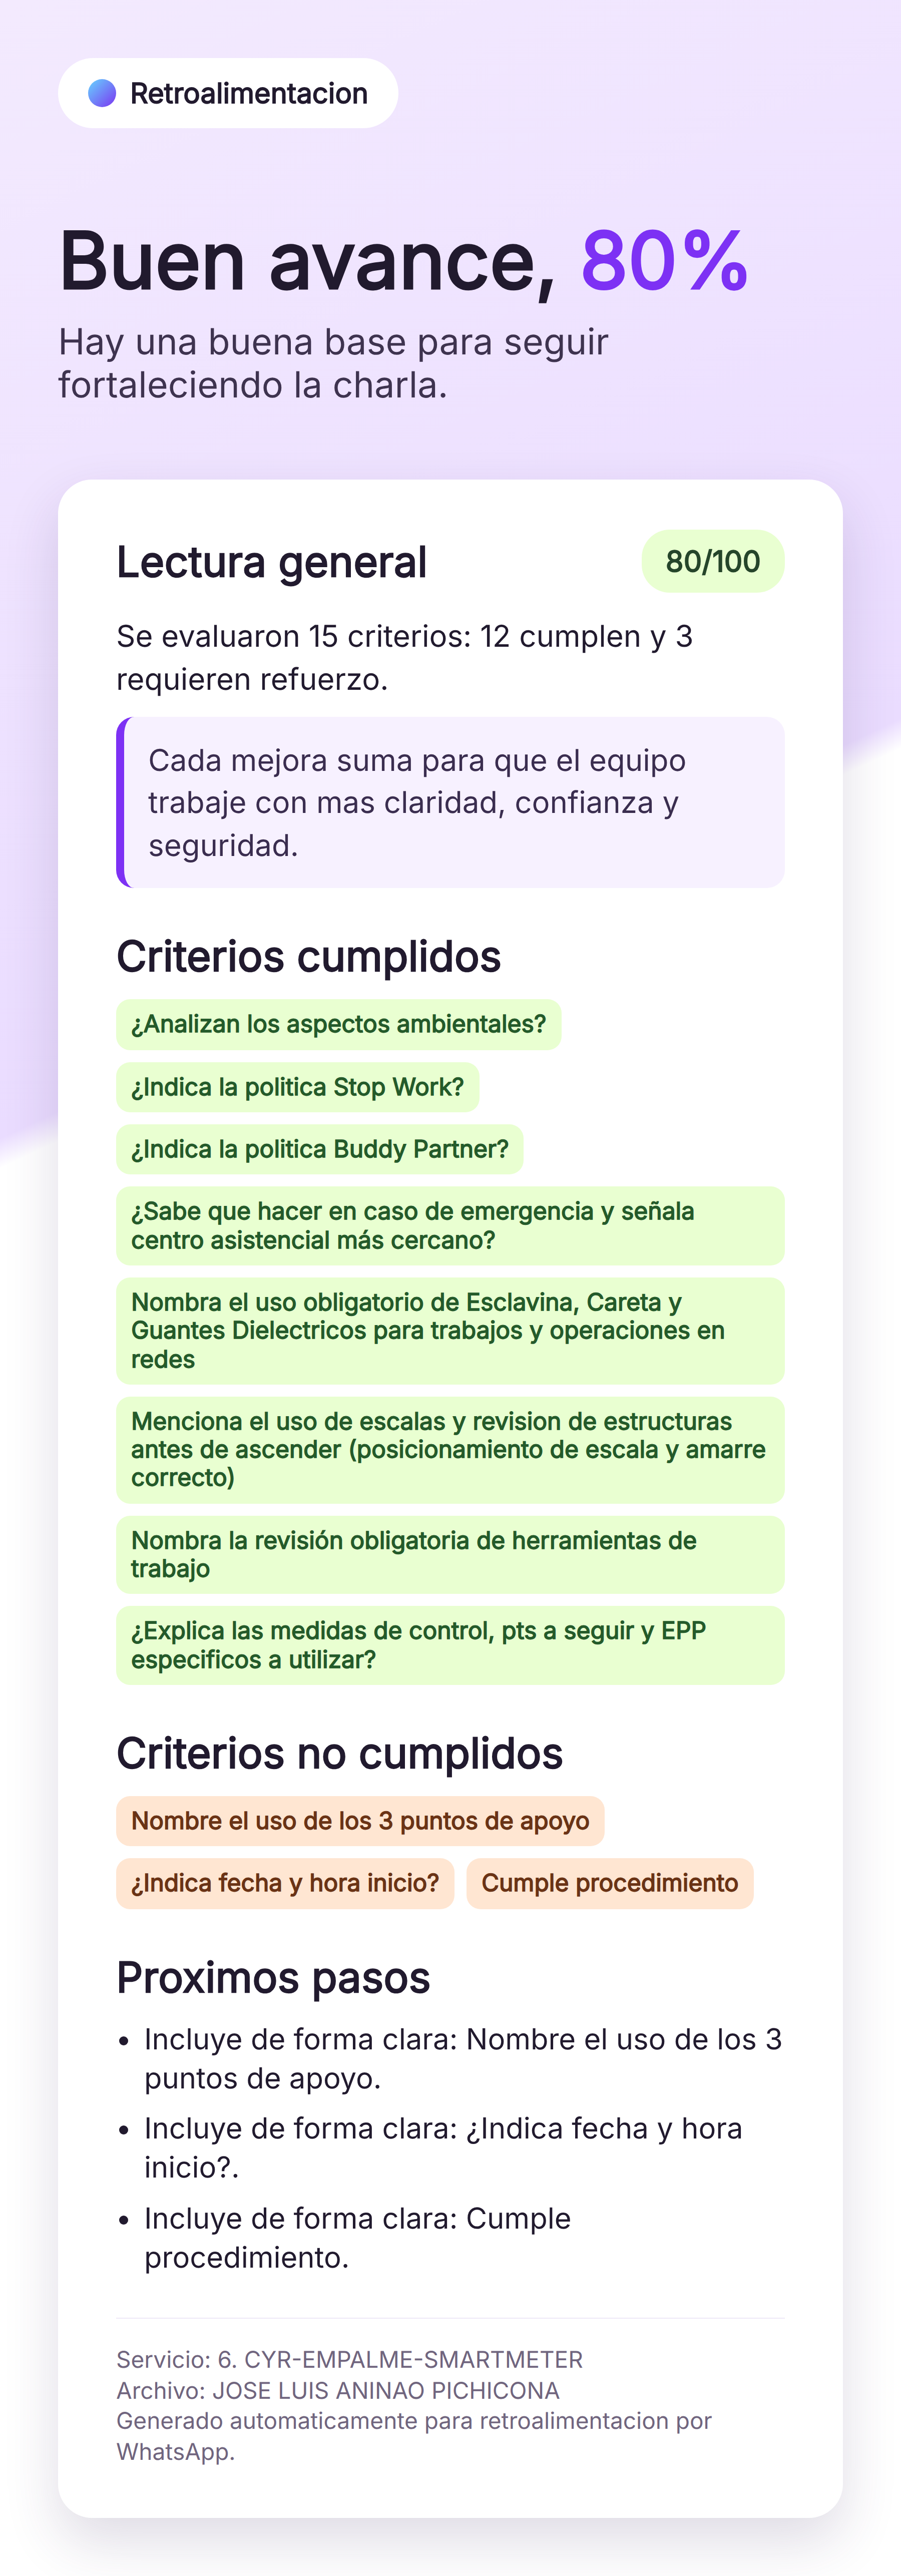 Retroalimentacion
Buen avance, 80%
Hay una buena base para seguir
fortaleciendo la charla.
Lectura general
80/100
Se evaluaron 15 criterios: 12 cumplen y 3
requieren refuerzo.
Cada mejora suma para que el equipo
trabaje con mas claridad, confianza y
seguridad.
Criterios cumplidos
¿Analizan los aspectos ambientales?
¿Indica la politica Stop Work?
¿Indica la politica Buddy Partner?
¿Sabe que hacer en caso de emergencia y señala
centro asistencial más cercano?
Nombra el uso obligatorio de Esclavina, Careta y
Guantes Dielectricos para trabajos y operaciones en
redes
Menciona el uso de escalas y revision de estructuras
antes de ascender (posicionamiento de escala y amarre
correcto)
Nombra la revisión obligatoria de herramientas de
trabajo
¿Explica las medidas de control, pts a seguir y EPP
especificos a utilizar?
Criterios no cumplidos
Nombre el uso de los 3 puntos de apoyo
¿Indica fecha y hora inicio?
Cumple procedimiento
Proximos pasos
• Incluye de forma clara: Nombre el uso de los 3
puntos de apoyo.
• Incluye de forma clara: ¿Indica fecha y hora
inicio?.
• Incluye de forma clara: Cumple
procedimiento.
Servicio: 6. CYR-EMPALME-SMARTMETER
Archivo: JOSE LUIS ANINAO PICHICONA
Generado automaticamente para retroalimentacion por
WhatsApp.